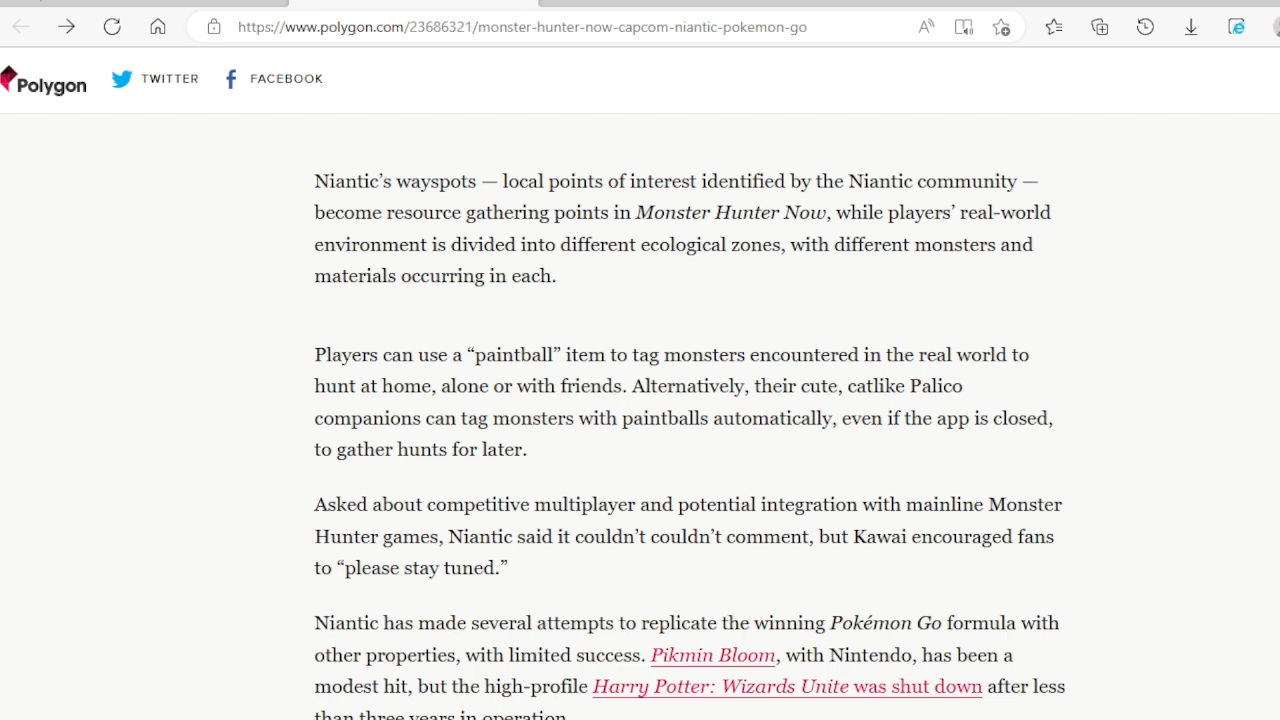 https://www.polygon.com/23686321/monster-hunter-now-capcom-niantic-pokemon-go
Polygon TWITTER FACEBOOK
Niantic’s wayspots — local points of interest identified by the Niantic community —
become resource gathering points in Monster Hunter Now, while players’ real-world
environment is divided into different ecological zones, with different monsters and
materials occurring in each.
Players can use a “paintball” item to tag monsters encountered in the real world to
hunt at home, alone or with friends. Alternatively, their cute, catlike Palico
companions can tag monsters with paintballs automatically, even if the app is closed,
to gather hunts for later.
Asked about competitive multiplayer and potential integration with mainline Monster
Hunter games, Niantic said it couldn’t couldn’t comment, but Kawai encouraged fans
to “please stay tuned.”
Niantic has made several attempts to replicate the winning Pokémon Go formula with
other properties, with limited success. Pikmin Bloom, with Nintendo, has been a
modest hit, but the high-profile Harry Potter: Wizards Unite was shut down after less
than three years in operation.